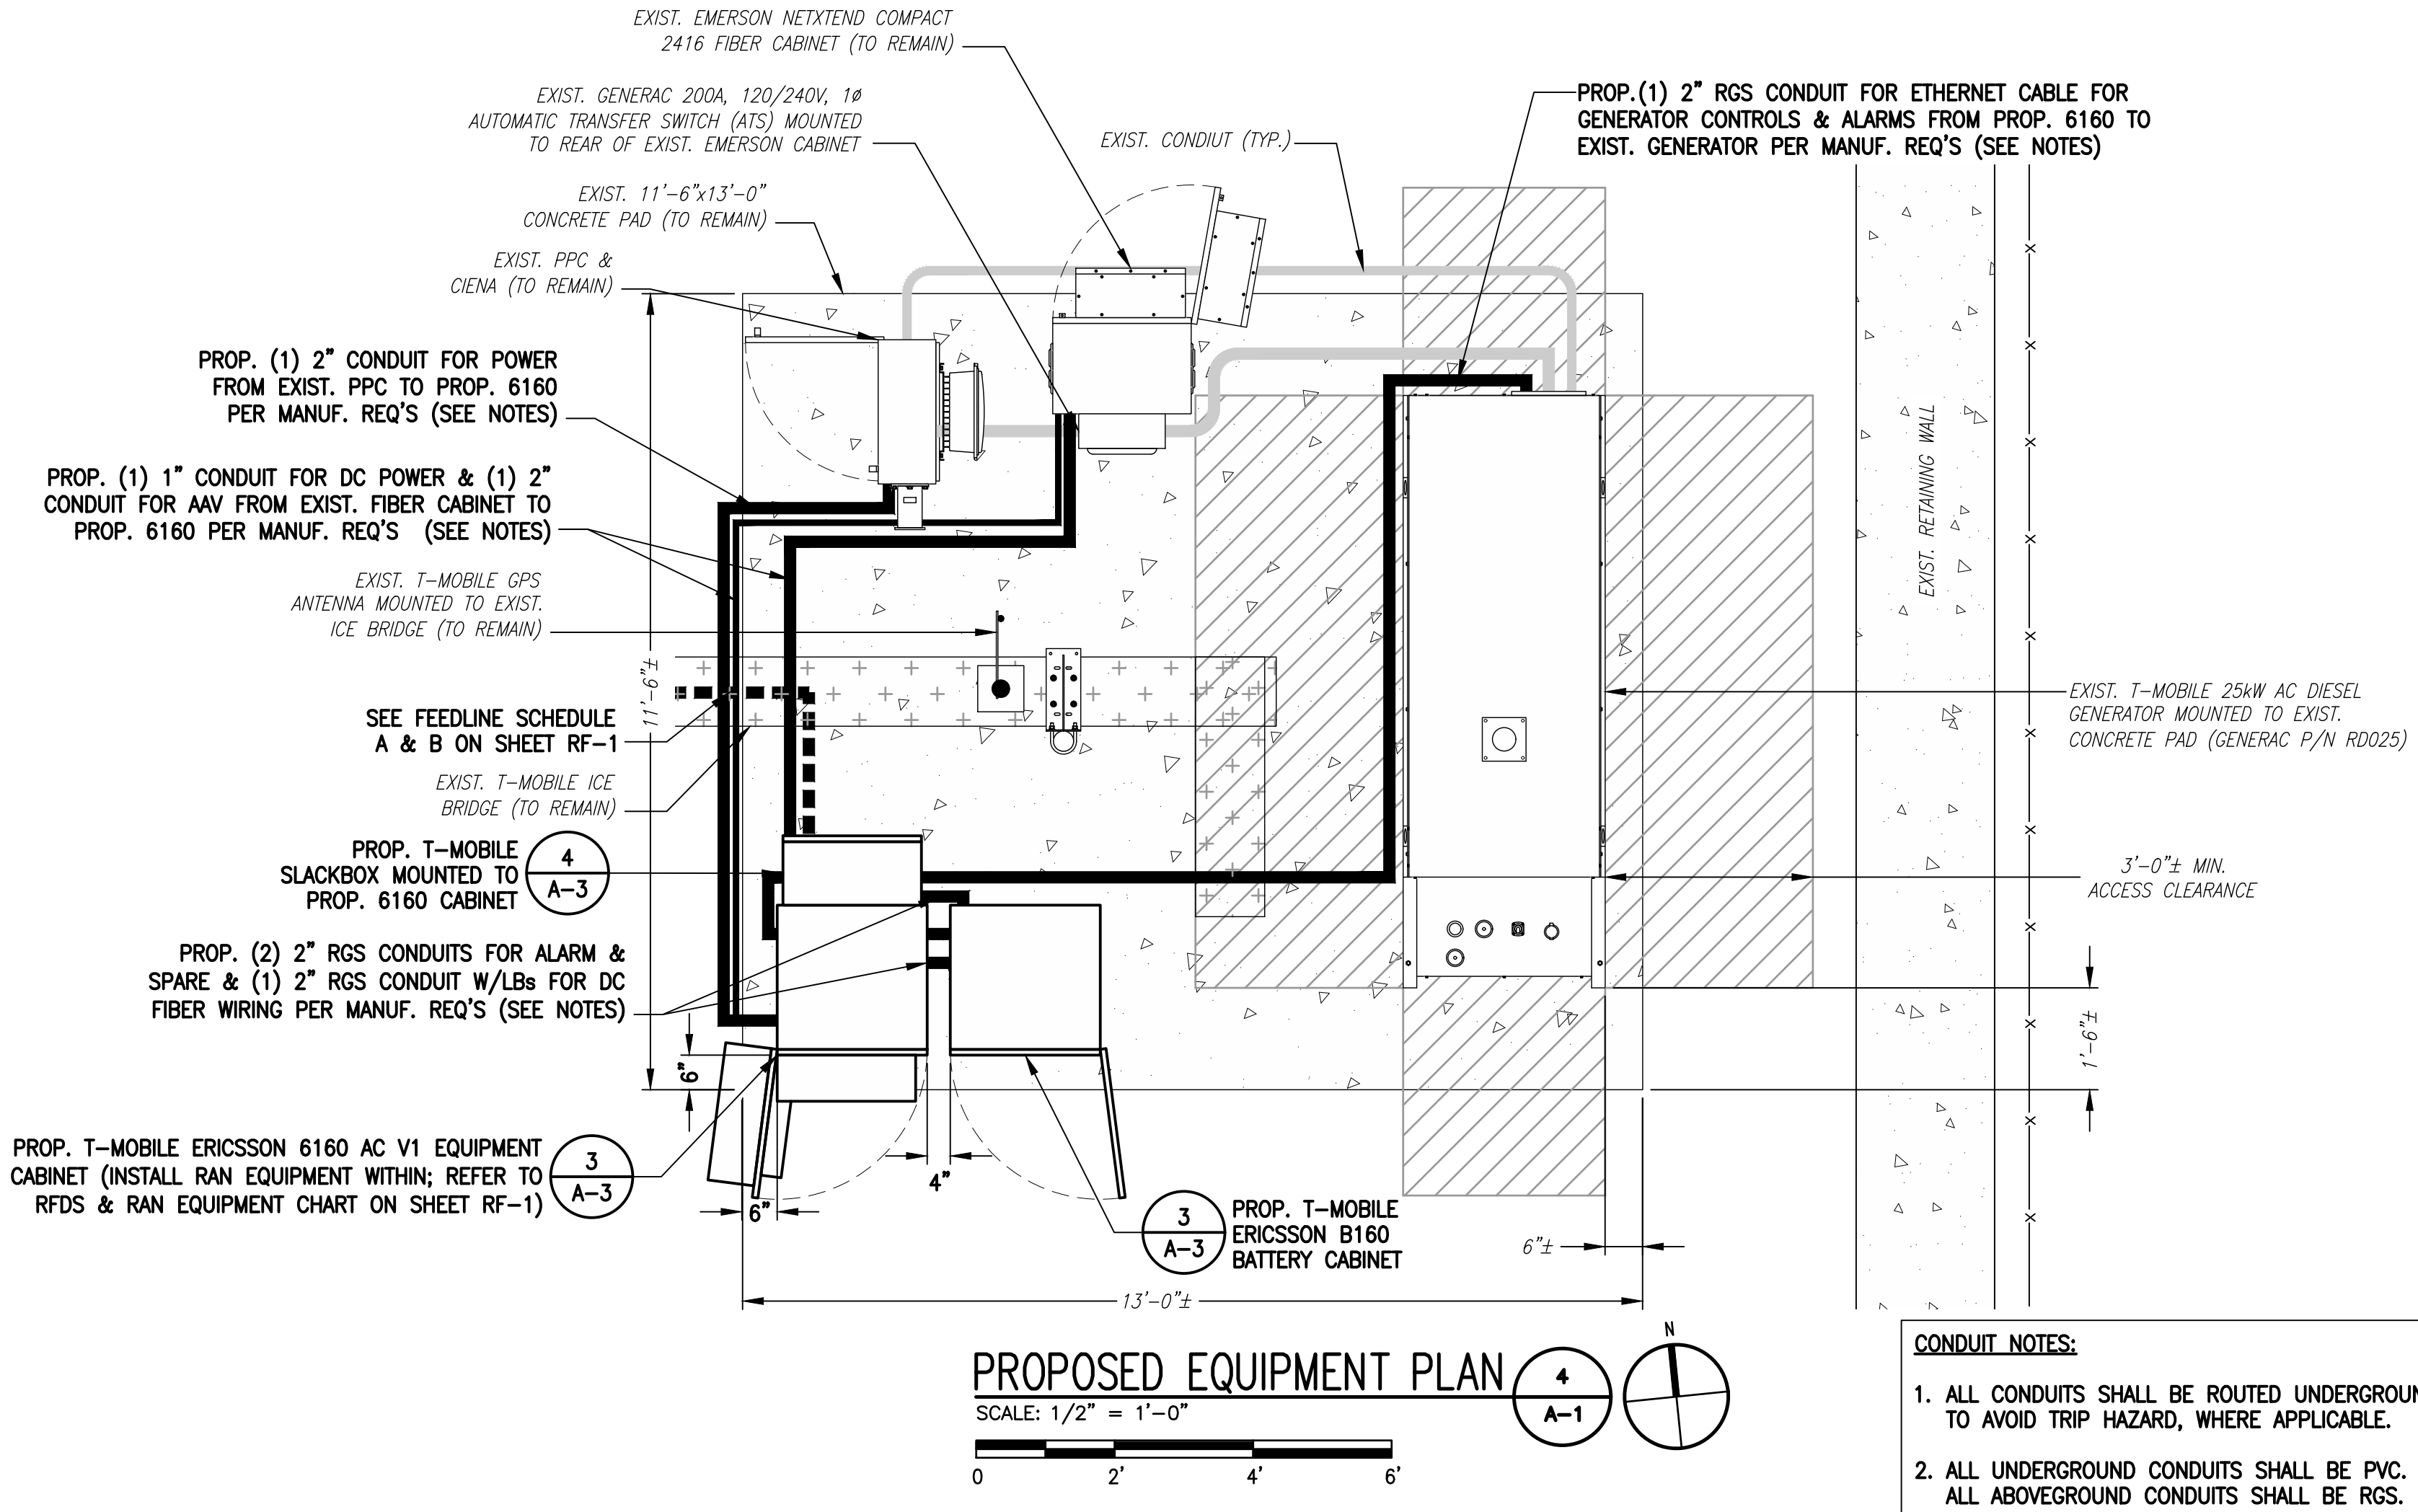 EXIST. EMERSON NETXTEND COMPACT
2416 FIBER CABINET (TO REMAIN)
EXIST. GENERAC 200A, 120/240V, 1ø
AUTOMATIC TRANSFER SWITCH (ATS) MOUNTED
TO REAR OF EXIST. EMERSON CABINET
EXIST. CONDIUT (TYP.)
PROP.(1) 2" RGS CONDUIT FOR ETHERNET CABLE FOR
GENERATOR CONTROLS & ALARMS FROM PROP. 6160 TO
EXIST. GENERATOR PER MANUF. REQ'S (SEE NOTES)
EXIST. 11'-6"x13'-0"
CONCRETE PAD (TO REMAIN)
EXIST. PPC &
CIENA (TO REMAIN)
PROP. (1) 2" CONDUIT FOR POWER
FROM EXIST. PPC TO PROP. 6160
PER MANUF. REQ'S (SEE NOTES)
PROP. (1) 1" CONDUIT FOR DC POWER & (1) 2"
CONDUIT FOR AAV FROM EXIST. FIBER CABINET TO
PROP. 6160 PER MANUF. REQ'S (SEE NOTES)
EXIST. T-MOBILE GPS
ANTENNA MOUNTED TO EXIST.
ICE BRIDGE (TO REMAIN)
11'-6"±
SEE FEEDLINE SCHEDULE
A & B ON SHEET RF-1
EXIST. T-MOBILE ICE
BRIDGE (TO REMAIN)
PROP. T-MOBILE
SLACKBOX MOUNTED TO
PROP. 6160 CABINET
4
A-3
PROP. (2) 2" RGS CONDUITS FOR ALARM &
SPARE & (1) 2" RGS CONDUIT W/LBs FOR DC
FIBER WIRING PER MANUF. REQ'S (SEE NOTES)
PROP. T-MOBILE ERICSSON 6160 AC V1 EQUIPMENT
CABINET (INSTALL RAN EQUIPMENT WITHIN; REFER TO
RFDS & RAN EQUIPMENT CHART ON SHEET RF-1)
3
A-3
6"
6"
4"
3
A-3
PROP. T-MOBILE
ERICSSON B160
BATTERY CABINET
6"±
13'-0"±
EXIST. RETAINING WALL
EXIST. T-MOBILE 25kW AC DIESEL
GENERATOR MOUNTED TO EXIST.
CONCRETE PAD (GENERAC P/N RD025)
3'-0"± MIN.
ACCESS CLEARANCE
1'-6"±
PROPOSED EQUIPMENT PLAN
SCALE: 1/2" = 1'-0"
4
A-1
N
0 2' 4' 6'
CONDUIT NOTES:
1. ALL CONDUITS SHALL BE ROUTED UNDERGROUN
TO AVOID TRIP HAZARD, WHERE APPLICABLE.
2. ALL UNDERGROUND CONDUITS SHALL BE PVC.
ALL ABOVEGROUND CONDUITS SHALL BE RGS.